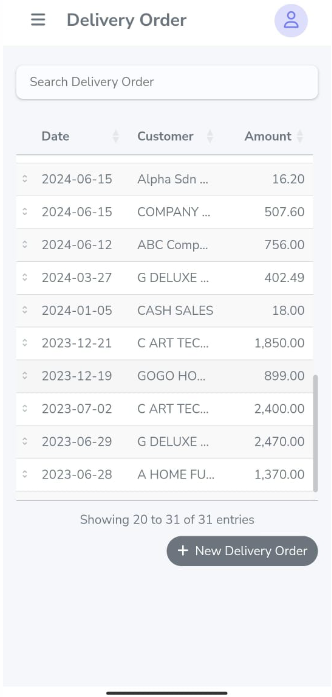 Delivery Order
Search Delivery Order
Date Customer Amount
2024-06-15 Alpha Sdn ... 16.20
2024-06-15 COMPANY ... 507.60
2024-06-12 ABC Comp... 756.00
2024-03-27 G DELUXE ... 402.49
2024-01-05 CASH SALES 18.00
2023-12-21 C ART TEC... 1,850.00
2023-12-19 GOGO HO... 899.00
2023-07-02 C ART TEC... 2,400.00
2023-06-29 G DELUXE ... 2,470.00
2023-06-28 A HOME FU... 1,370.00
Showing 20 to 31 of 31 entries
+ New Delivery Order